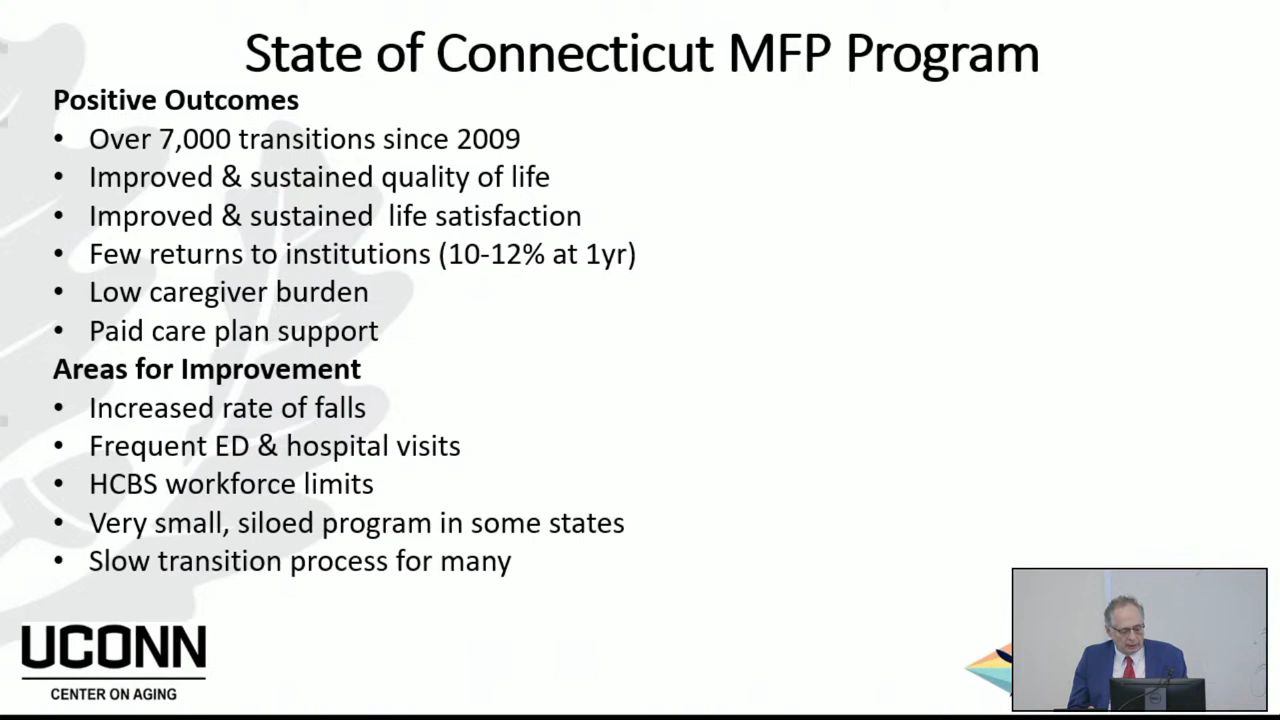 State of Connecticut MFP Program
Positive Outcomes
• Over 7,000 transitions since 2009
• Improved & sustained quality of life
• Improved & sustained  life satisfaction
• Few returns to institutions (10-12% at 1yr)
• Low caregiver burden
• Paid care plan support
Areas for Improvement
• Increased rate of falls
• Frequent ED & hospital visits
• HCBS workforce limits
• Very small, siloed program in some states
• Slow transition process for many
UCONN
CENTER ON AGING